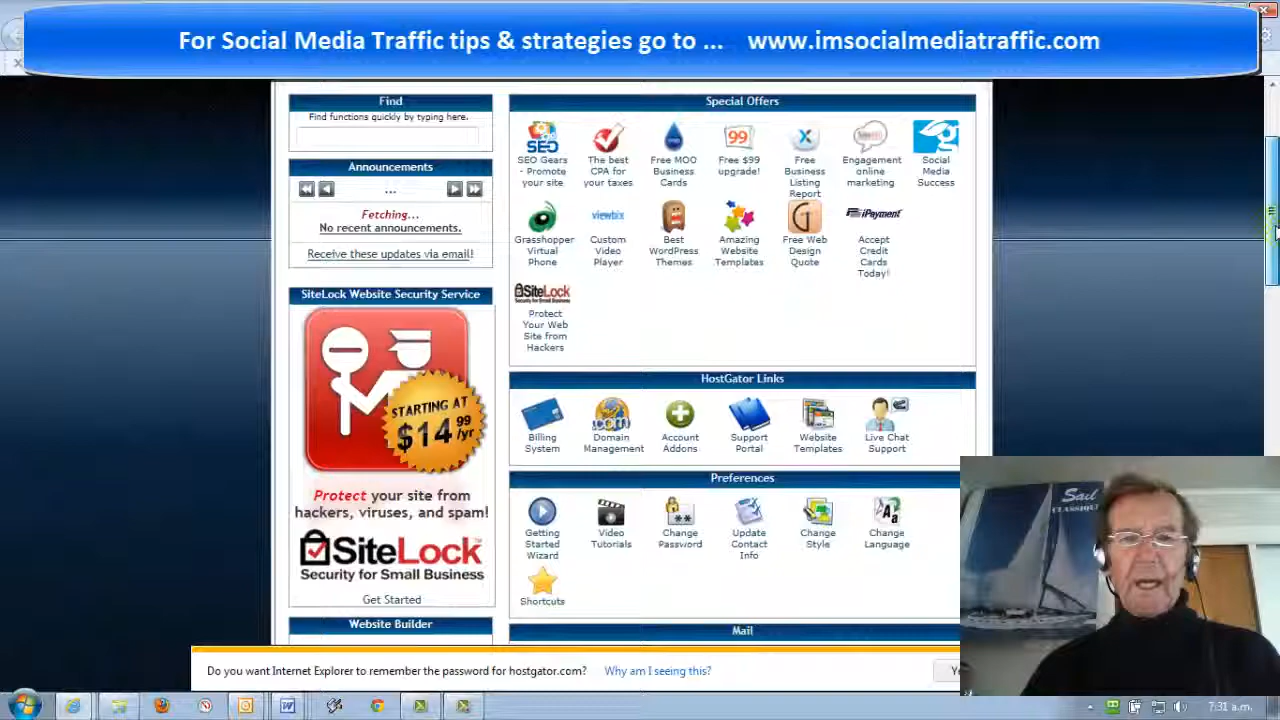 For Social Media Traffic tips & strategies go to ... www.imsocialmediatraffic.com
Find
Find functions quickly by typing here.
Announcements
...
Fetching...
No recent announcements.
Receive these updates via email!
SiteLock Website Security Service
STARTING AT
$14.99
/yr
Protect your site from
hackers, viruses, and spam!
SiteLock
Security for Small Business
Get Started
Website Builder
Special Offers
SEO
SEO Gears
- Promote
your site
The best
CPA for
your taxes
Free MOO
Business
Cards
99
Free $99
upgrade!
X
Free
Business
Listing
Report
Engagement
online
marketing
Social
Media
Success
Grasshopper
Virtual
Phone
viewbix
Custom
Video
Player
Best
WordPress
Themes
Amazing
Website
Templates
Free Web
Design
Quote
iPayment
Accept
Credit
Cards
Today!
SiteLock
Security for Small Business
Protect
Your Web
Site from
Hackers
HostGator Links
Billing
System
.com
Domain
Management
Account
Addons
Support
Portal
Website
Templates
Live Chat
Support
Preferences
Getting
Started
Wizard
Video
Tutorials
**
Change
Password
Update
Contact
Info
Change
Style
Change
Language
Shortcuts
Mail
Sail
CLASSIQUE
Do you want Internet Explorer to remember the password for hostgator.com? Why am I seeing this?
7:31 a.m.